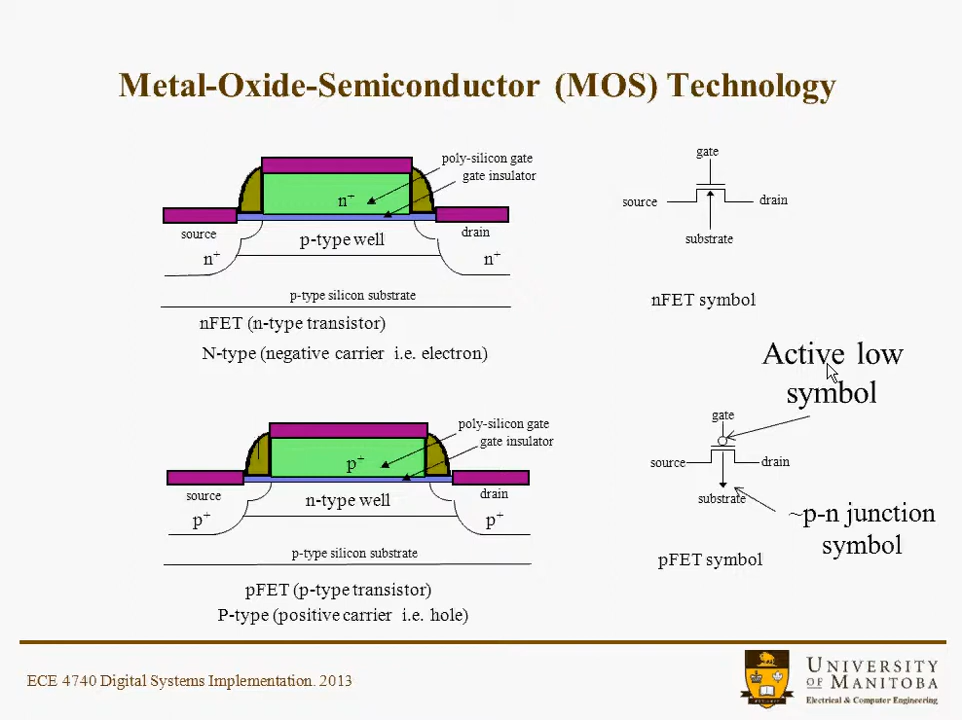 Metal-Oxide-Semiconductor (MOS) Technology
poly-silicon gate
gate insulator
n+
source
p-type well
drain
n+
n+
p-type silicon substrate
nFET (n-type transistor)
N-type (negative carrier i.e. electron)
gate
source
drain
substrate
nFET symbol
Active low
symbol
poly-silicon gate
gate insulator
p+
source
n-type well
drain
p+
p+
p-type silicon substrate
pFET (p-type transistor)
P-type (positive carrier i.e. hole)
gate
source
drain
substrate
~p-n junction
symbol
pFET symbol
ECE 4740 Digital Systems Implementation. 2013
UNIVERSITY
OF MANITOBA
Electrical & Computer Engineering